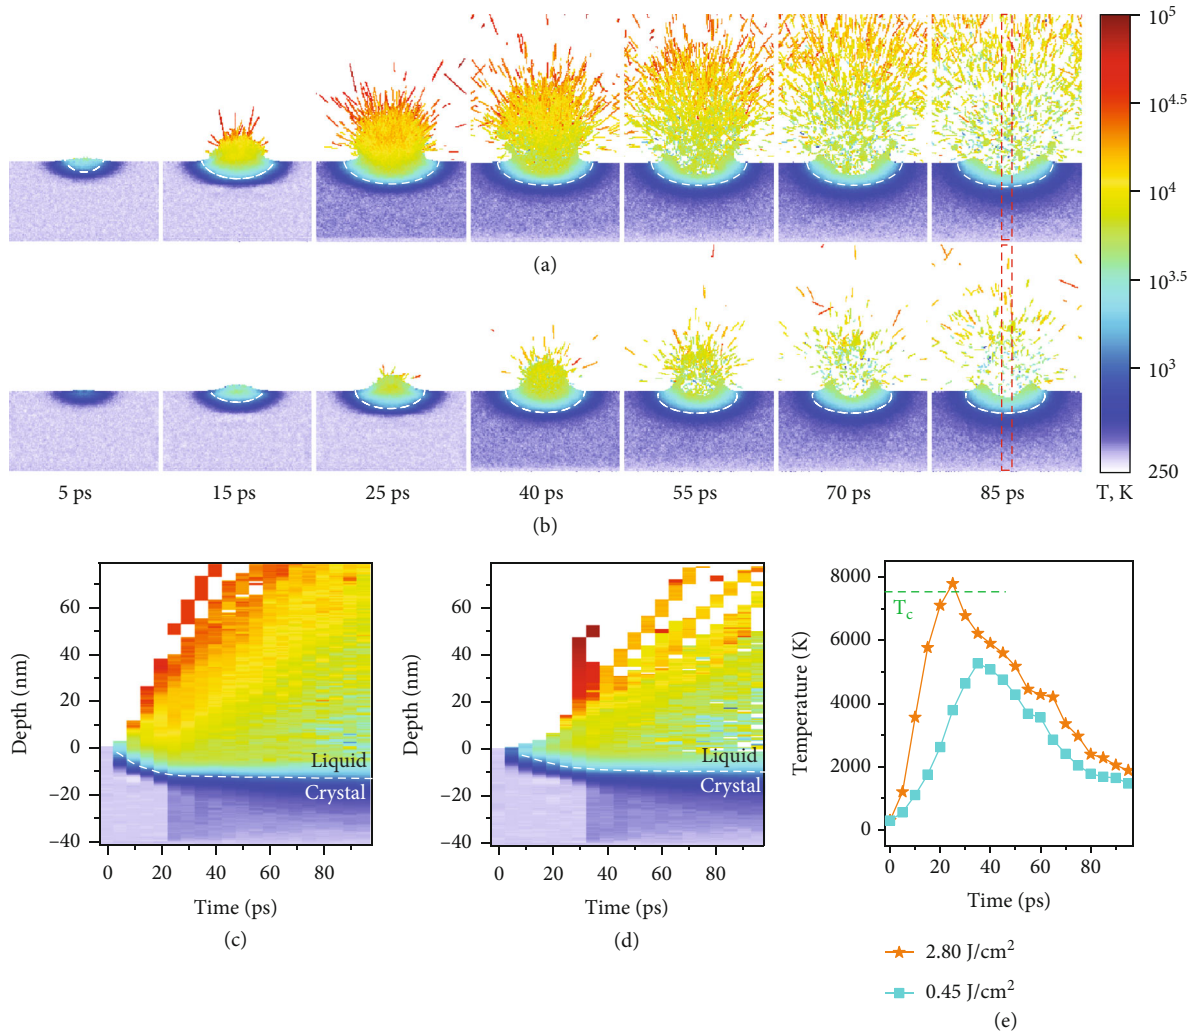 10^5
10^4.5
10^4
10^3.5
10^3
250
T, K
(a)
5 ps 15 ps 25 ps 40 ps 55 ps 70 ps 85 ps
(b)
Depth (nm)
60
40
20
0
–20
–40
Liquid
Crystal
0 20 40 60 80
Time (ps)
(c)
Depth (nm)
60
40
20
0
–20
–40
Liquid
Crystal
0 20 40 60 80
Time (ps)
(d)
Temperature (K)
8000
6000
4000
2000
0
T_c
0 20 40 60 80
Time (ps)
2.80 J/cm^2
0.45 J/cm^2
(e)